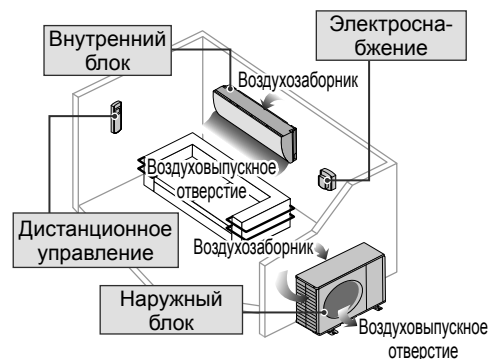 Электросна-
бжение
Внутренний
блок
Воздухозаборник
Воздуховыпускное
отверстие
Дистанционное
управление
Воздухозаборник
Наружный
блок
Воздуховыпускное
отверстие